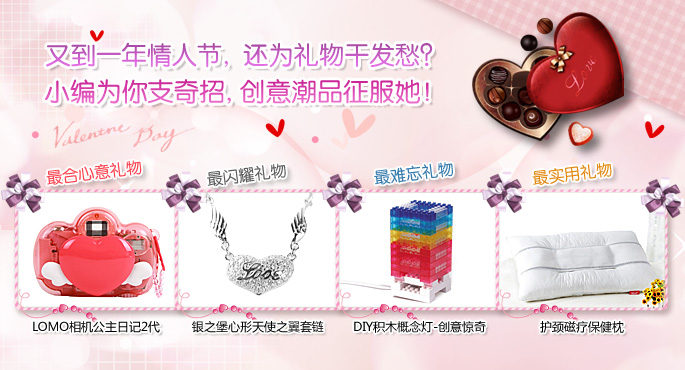 又到一年情人节, 还为礼物干发愁?
小编为你支奇招, 创意潮品征服她!
Valentine Day
最合心意礼物
最闪耀礼物
最难忘礼物
最实用礼物
Love
LOMO相机公主日记2代
银之堡心形天使之翼套链
DIY积木概念灯-创意惊奇
护颈磁疗保健枕